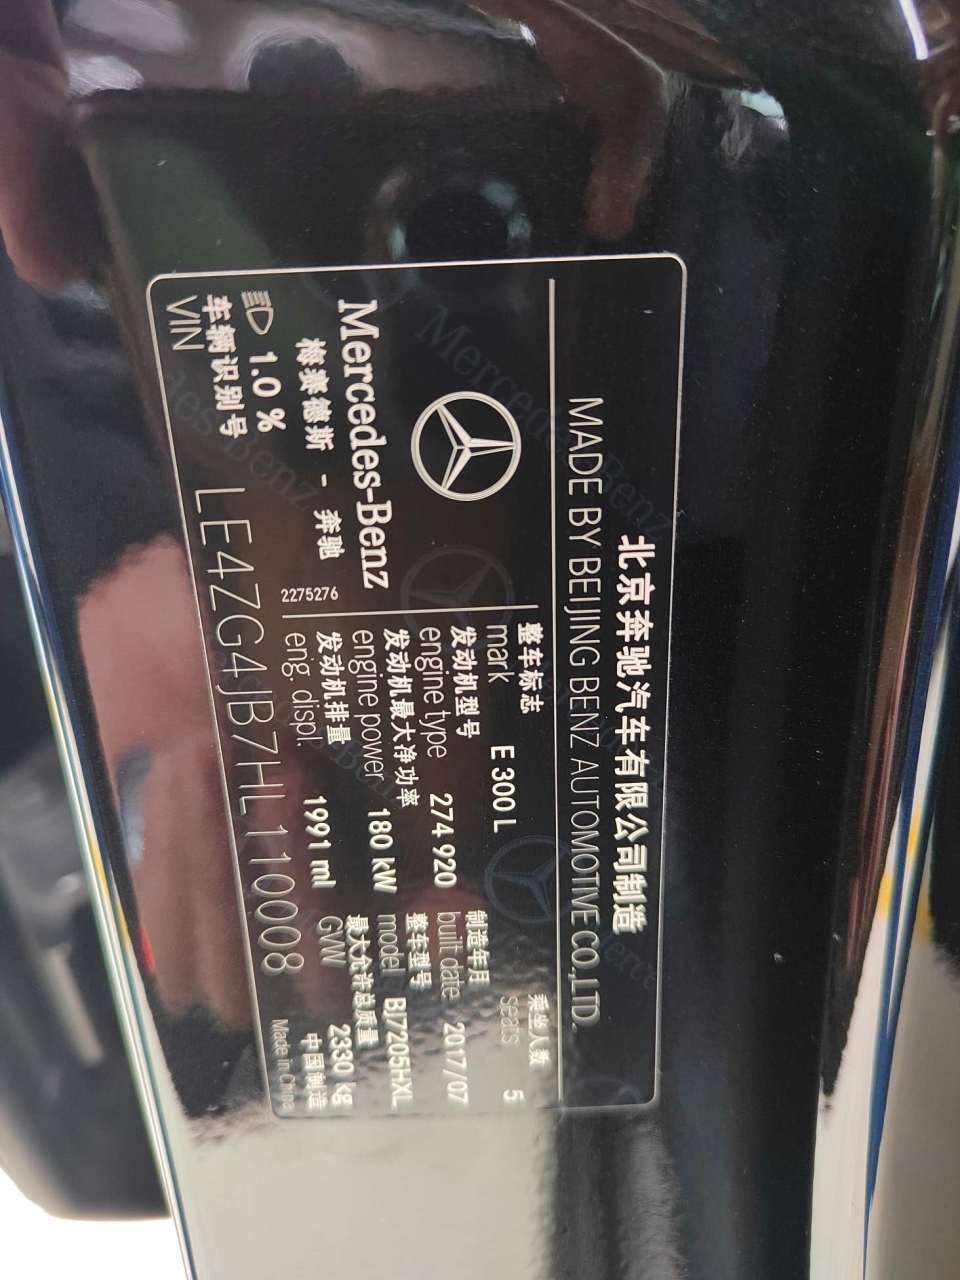 北京奔驰汽车有限公司制造
MADE BY BEIJING BENZ AUTOMOTIVE CO.,LTD.
Mercedes-Benz
梅赛德斯 - 奔驰
2275276
整车标志
mark E 300 L
乘坐人数
seats 5
发动机型号
engine type 274 920
制造年月
built date 2017/07
发动机最大净功率
engine power 180 kW
整车型号
model BJ7205HXL
发动机排量
eng. displ. 1991 ml
最大允许总质量
GVW 2330 kg
1.0 %
中国制造
Made in China
车辆识别号
VIN LE4ZG4JB7HL110008